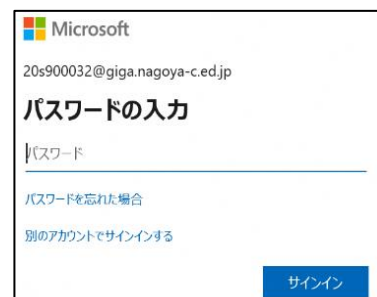 Microsoft
20s900032@giga.nagoya-c.ed.jp
パスワードの入力
パスワード
パスワードを忘れた場合
別のアカウントでサインインする
サインイン